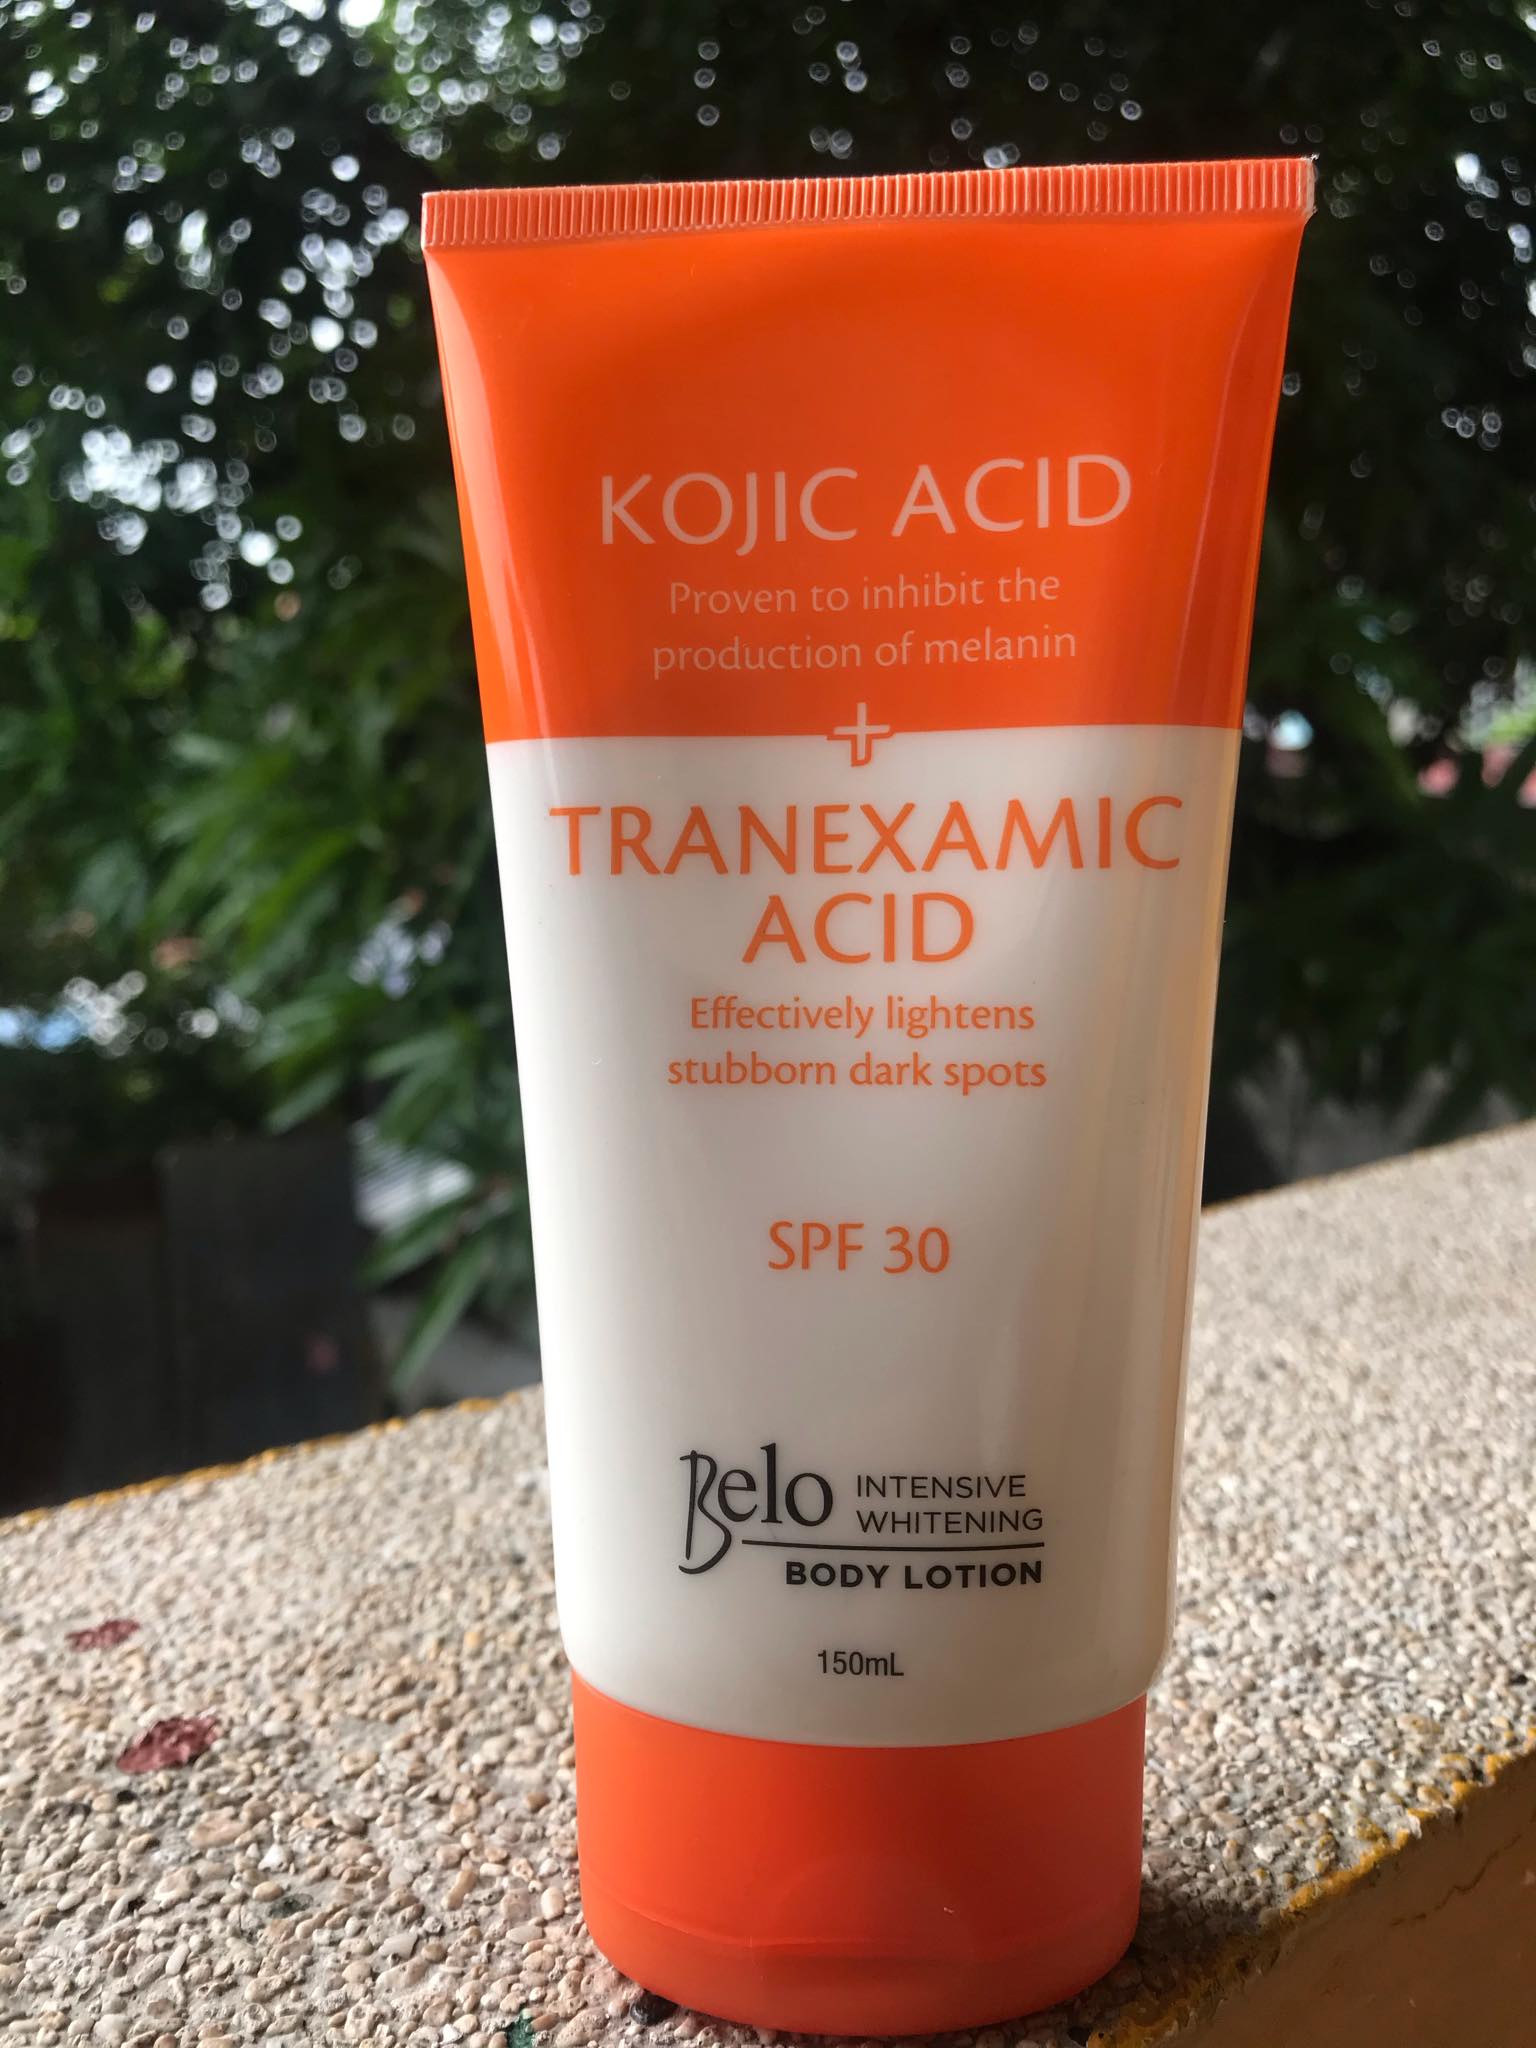 KOJIC ACID
Proven to inhibit the
production of melanin
+
TRANEXAMIC
ACID
Effectively lightens
stubborn dark spots
SPF 30
Belo INTENSIVE
WHITENING
BODY LOTION
150mL